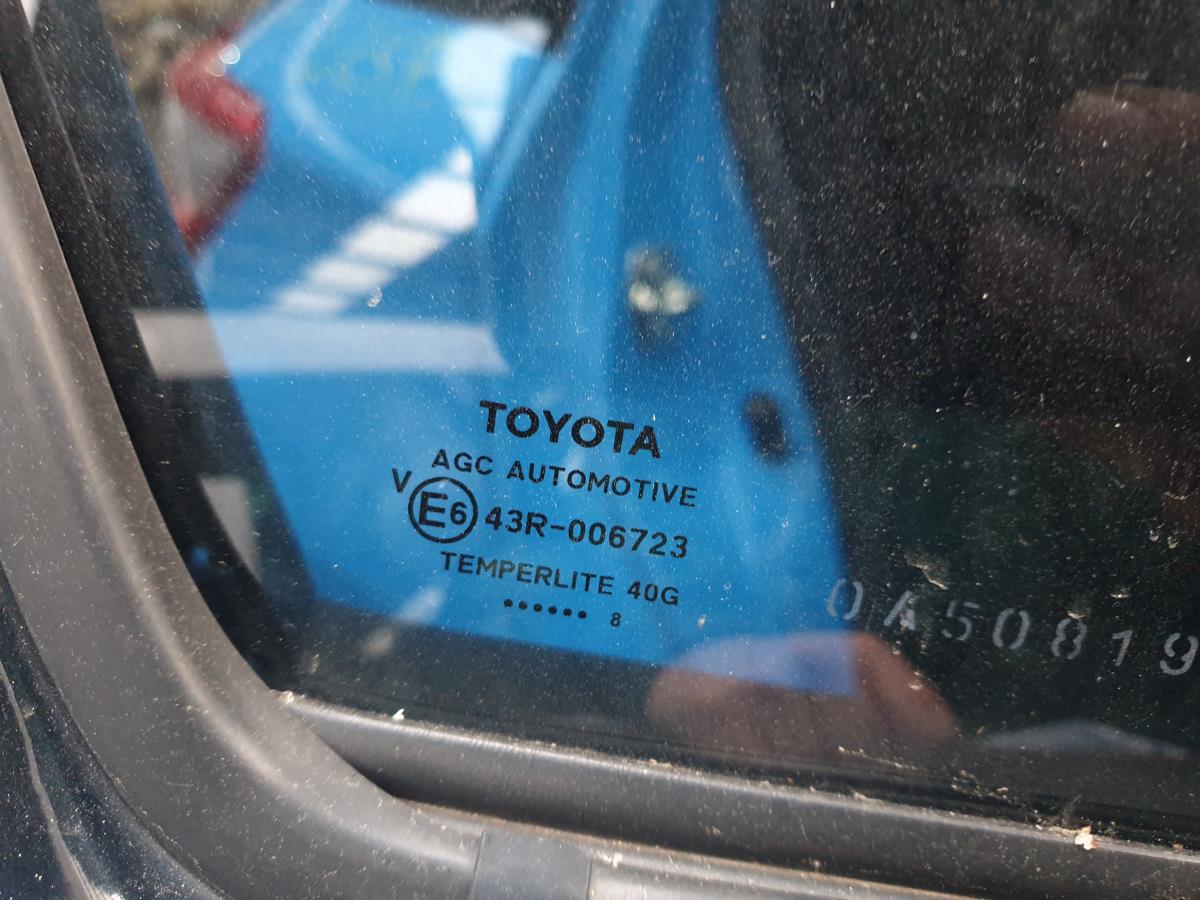 TOYOTA
AGC AUTOMOTIVE
V E6 43R-006723
TEMPERLITE 40G
•••••• 8
0A50819